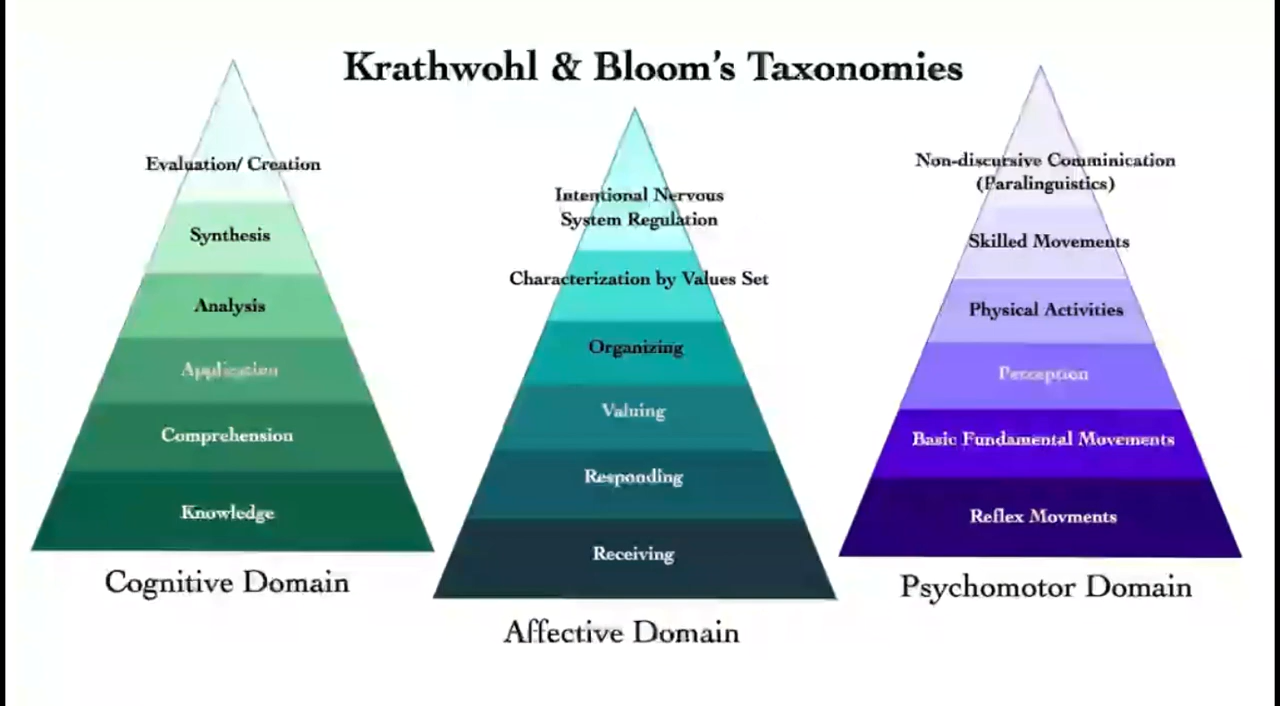 Krathwohl & Bloom's Taxonomies
Evaluation/ Creation
Synthesis
Analysis
Application
Comprehension
Knowledge
Cognitive Domain
Intentional Nervous
System Regulation
Characterization by Values Set
Organizing
Valuing
Responding
Receiving
Affective Domain
Non-discursive Comminication
(Paralinguistics)
Skilled Movements
Physical Activities
Perception
Basic Fundamental Movements
Reflex Movments
Psychomotor Domain